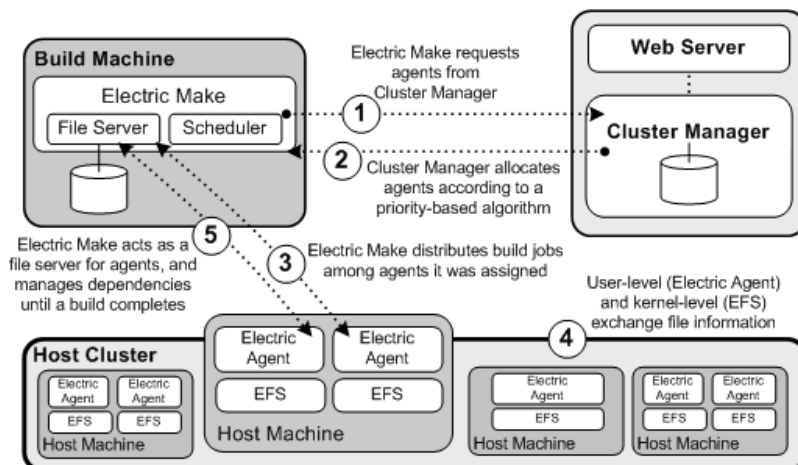 Build Machine
Electric Make
File Server
Scheduler
Electric Make requests
agents from
Cluster Manager
1
2
Cluster Manager allocates
agents according to a
priority-based algorithm
Web Server
Cluster Manager
5
Electric Make acts as a
file server for agents, and
manages dependencies
until a build completes
3
Electric Make distributes build jobs
among agents it was assigned
User-level (Electric Agent)
and kernel-level (EFS)
exchange file information
4
Host Cluster
Electric
Agent
Electric
Agent
EFS
EFS
Host Machine
Electric
Agent
Electric
Agent
EFS
EFS
Host Machine
Electric
Agent
EFS
Host Machine
Electric
Agent
Electric
Agent
EFS
EFS
Host Machine